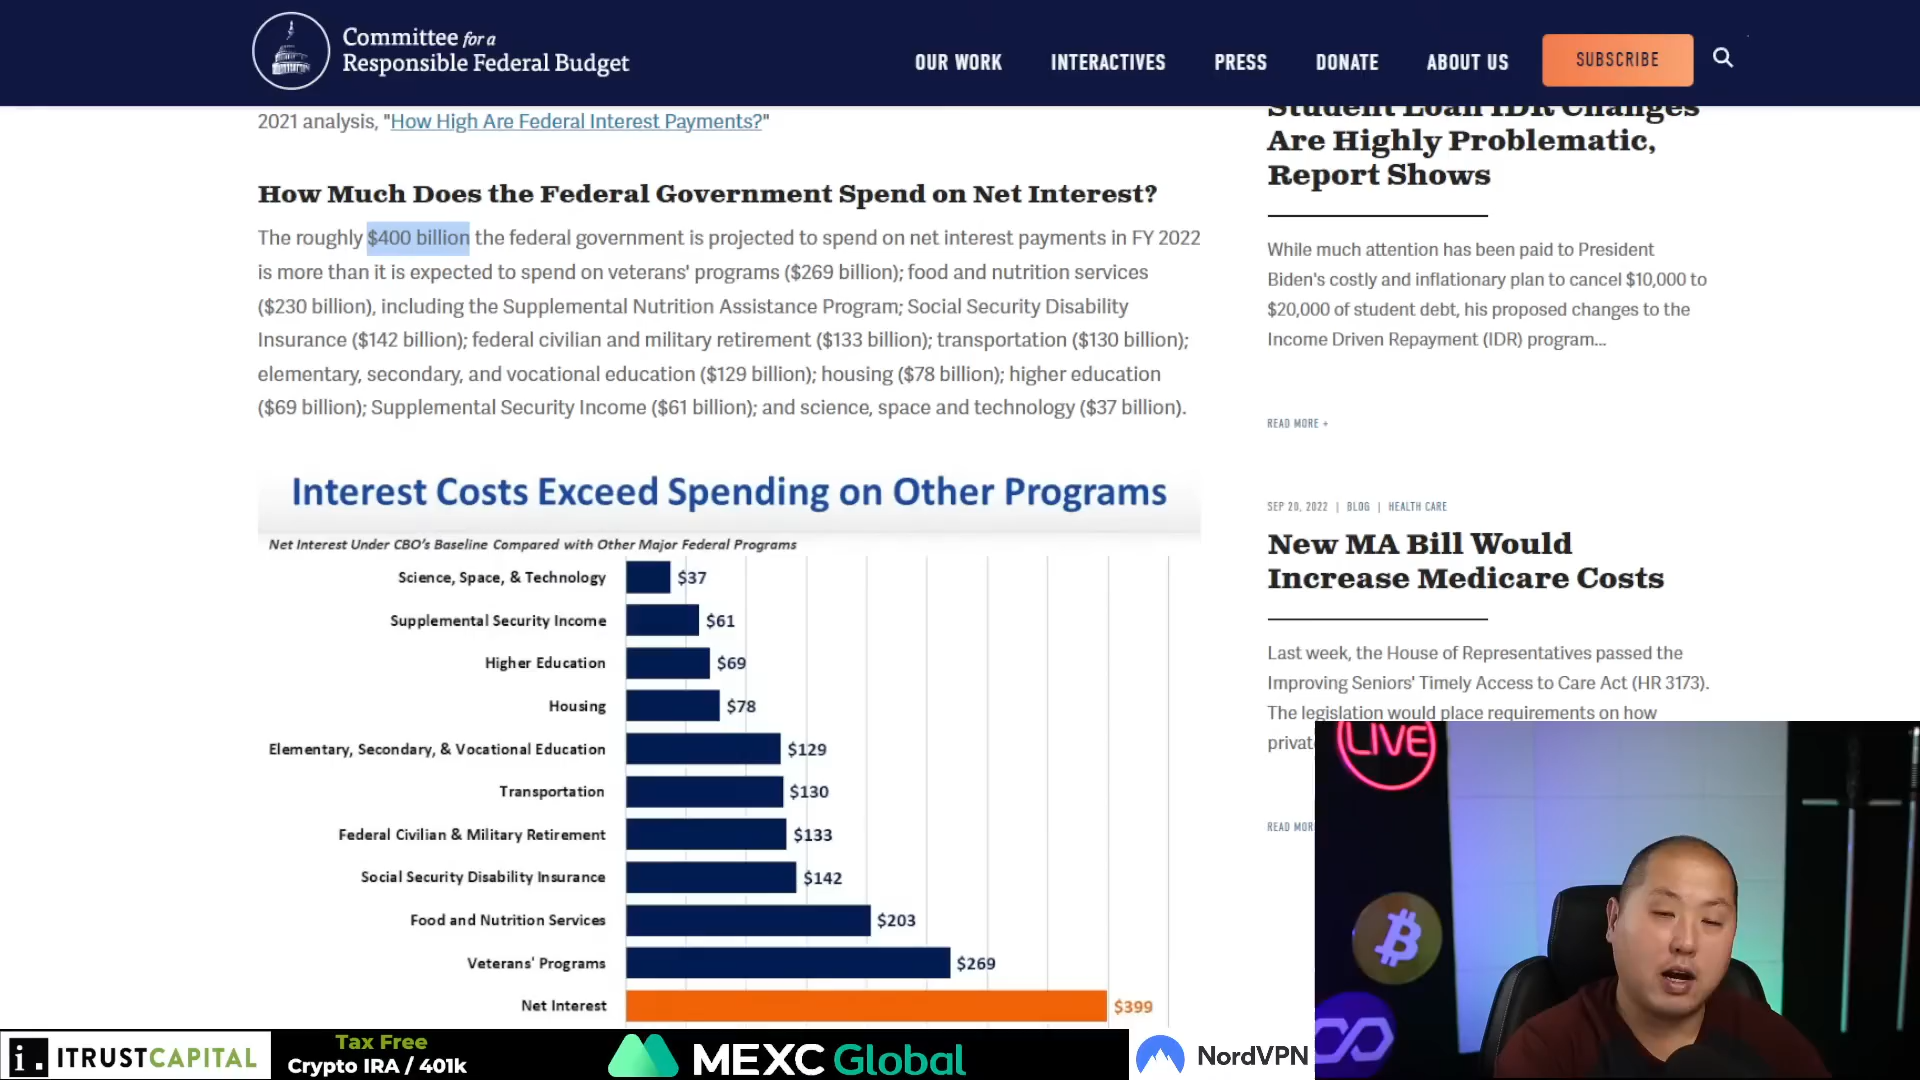 Committee for a
Responsible Federal Budget
OUR WORK
INTERACTIVES
PRESS
DONATE
ABOUT US
SUBSCRIBE
2021 analysis, "How High Are Federal Interest Payments?"
How Much Does the Federal Government Spend on Net Interest?
The roughly $400 billion the federal government is projected to spend on net interest payments in FY 2022
is more than it is expected to spend on veterans' programs ($269 billion); food and nutrition services
($230 billion), including the Supplemental Nutrition Assistance Program; Social Security Disability
Insurance ($142 billion); federal civilian and military retirement ($133 billion); transportation ($130 billion);
elementary, secondary, and vocational education ($129 billion); housing ($78 billion); higher education
($69 billion); Supplemental Security Income ($61 billion); and science, space and technology ($37 billion).
Interest Costs Exceed Spending on Other Programs
Net Interest Under CBO's Baseline Compared with Other Major Federal Programs
Science, Space, & Technology $37
Supplemental Security Income $61
Higher Education $69
Housing $78
Elementary, Secondary, & Vocational Education $129
Transportation $130
Federal Civilian & Military Retirement $133
Social Security Disability Insurance $142
Food and Nutrition Services $203
Veterans' Programs $269
Net Interest $399
Student Loan IDR Changes
Are Highly Problematic,
Report Shows
While much attention has been paid to President
Biden's costly and inflationary plan to cancel $10,000 to
$20,000 of student debt, his proposed changes to the
Income Driven Repayment (IDR) program...
READ MORE +
SEP 20, 2022 | BLOG | HEALTH CARE
New MA Bill Would
Increase Medicare Costs
Last week, the House of Representatives passed the
Improving Seniors' Timely Access to Care Act (HR 3173).
The legislation would place requirements on how
privat
READ MOR
LIVE
i. ITRUSTCAPITAL
Tax Free
Crypto IRA / 401k
MEXC Global
NordVPN